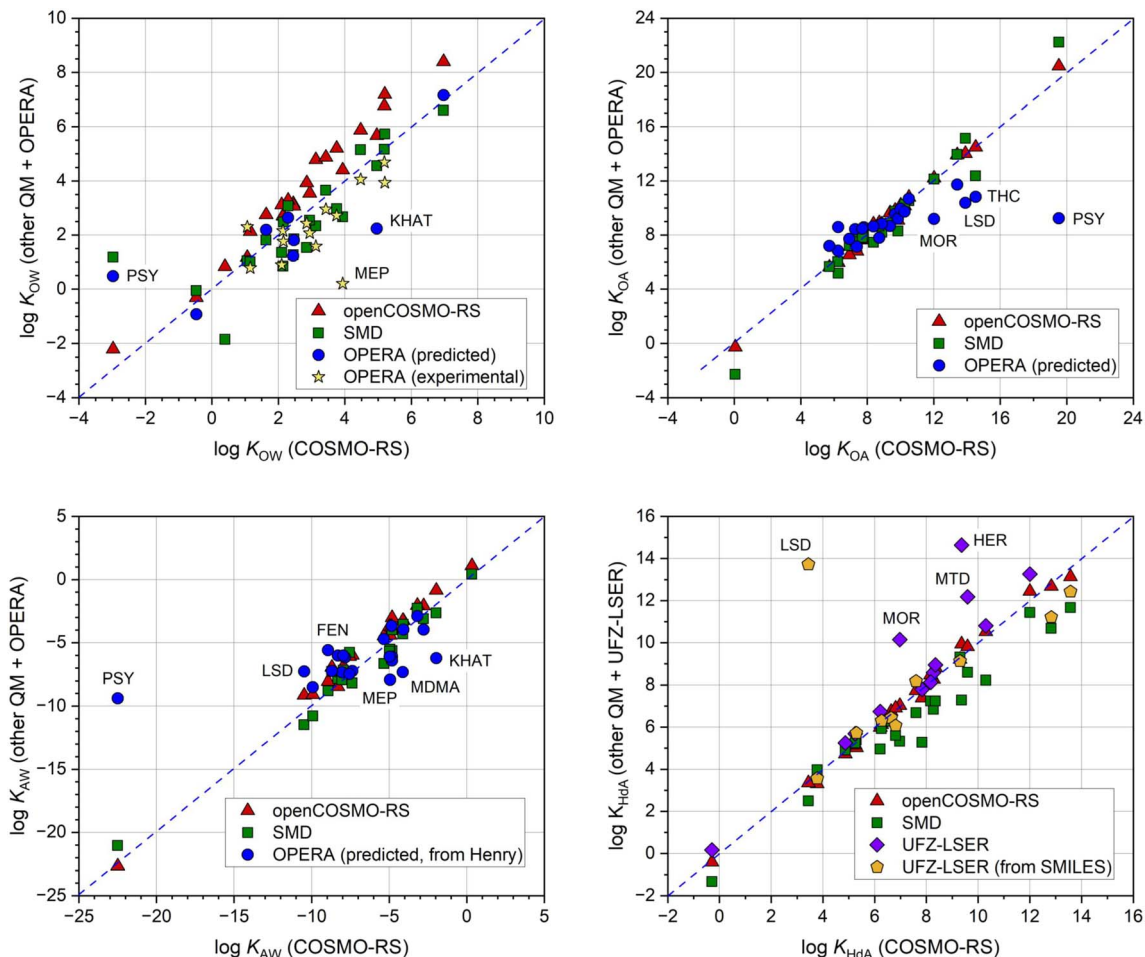 log K_OW (other QM + OPERA)
10
8
6
4
2
0
−2
−4
KHAT
PSY
MEP
openCOSMO-RS
SMD
OPERA (predicted)
OPERA (experimental)
−4 −2 0 2 4 6 8 10
log K_OW (COSMO-RS)
log K_OA (other QM + OPERA)
24
20
16
12
8
4
0
−4
THC
LSD
PSY
MOR
openCOSMO-RS
SMD
OPERA (predicted)
−4 0 4 8 12 16 20 24
log K_OA (COSMO-RS)
log K_AW (other QM + OPERA)
5
0
−5
−10
−15
−20
−25
FEN
LSD
PSY
KHAT
MDMA
MEP
openCOSMO-RS
SMD
OPERA (predicted, from Henry)
−25 −20 −15 −10 −5 0 5
log K_AW (COSMO-RS)
log K_HdA (other QM + UFZ-LSER)
16
14
12
10
8
6
4
2
0
−2
LSD
HER
MTD
MOR
openCOSMO-RS
SMD
UFZ-LSER
UFZ-LSER (from SMILES)
−2 0 2 4 6 8 10 12 14 16
log K_HdA (COSMO-RS)